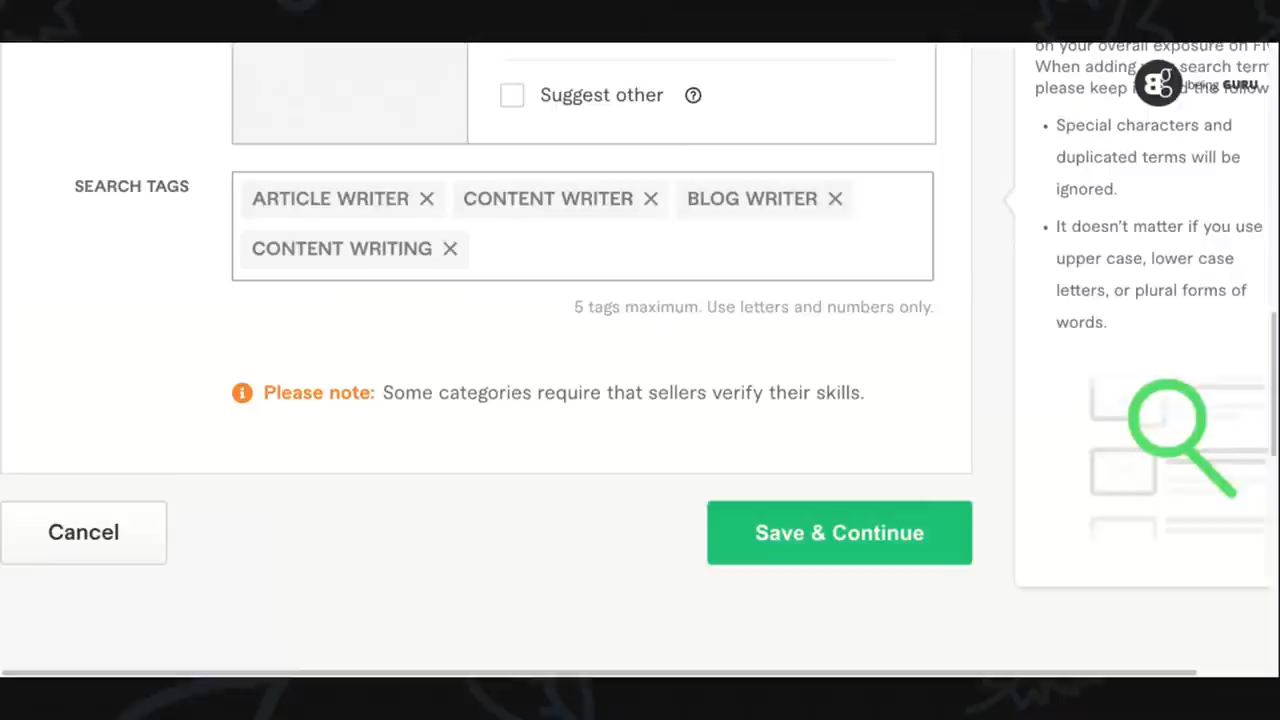 on your overall exposure on
When adding your search
please keep
being GURU
Suggest other
SEARCH TAGS
ARTICLE WRITER
CONTENT WRITER
BLOG WRITER
CONTENT WRITING
5 tags maximum. Use letters and numbers only.
• Special characters and
duplicated terms will be
ignored.
• It doesn't matter if you use
upper case, lower case
letters, or plural forms of
words.
Please note: Some categories require that sellers verify their skills.
Cancel
Save & Continue